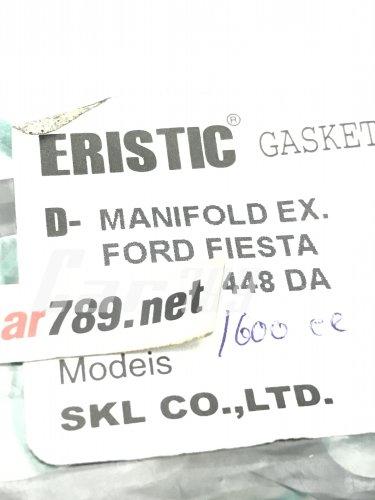 ERISTIC® GASKET
D- MANIFOLD EX.
FORD FIESTA
448 DA
ar789.net
1600 cc
Modeis
SKL CO.,LTD.